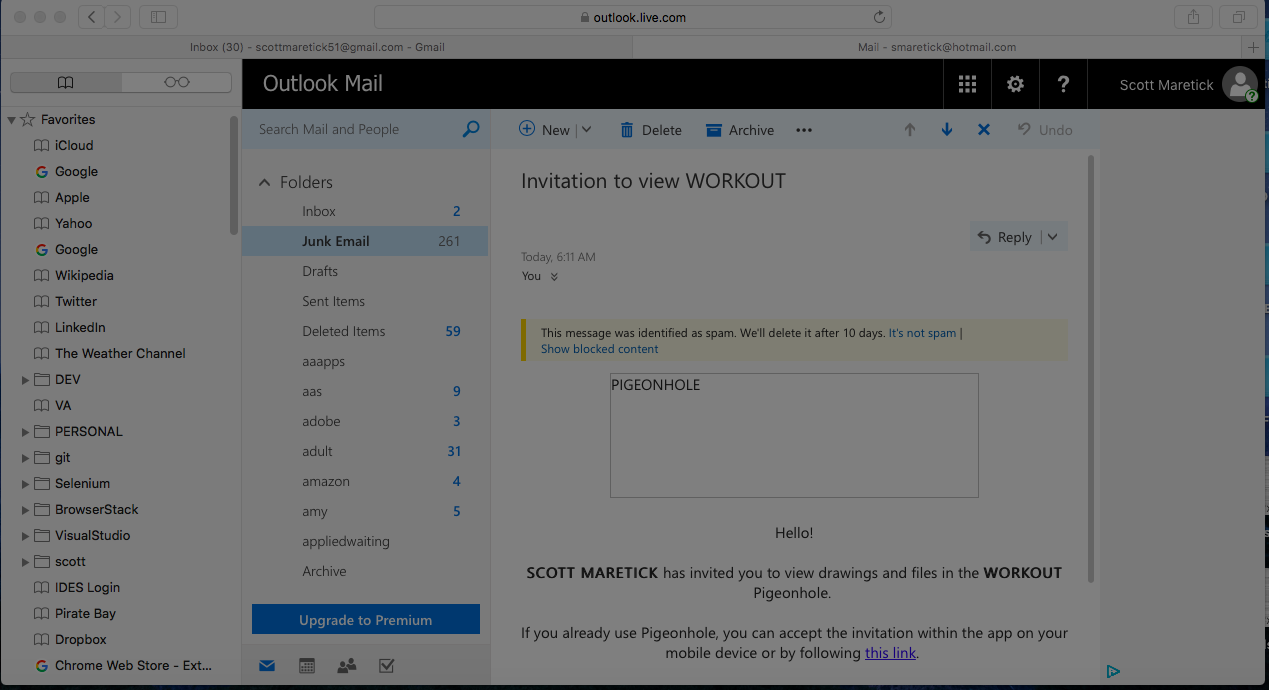 outlook.live.com
Inbox (30) - scottmaretick51@gmail.com - Gmail
Mail - smaretick@hotmail.com
Favorites
iCloud
Google
Apple
Yahoo
Google
Wikipedia
Twitter
LinkedIn
The Weather Channel
DEV
VA
PERSONAL
git
Selenium
BrowserStack
VisualStudio
scott
IDES Login
Pirate Bay
Dropbox
Chrome Web Store - Ext...
Outlook Mail
?
Scott Maretick
?
Search Mail and People
New
Delete
Archive
Undo
Folders
Inbox 2
Junk Email 261
Drafts
Sent Items
Deleted Items 59
aaapps
aas 9
adobe 3
adult 31
amazon 4
amy 5
appliedwaiting
Archive
Upgrade to Premium
Invitation to view WORKOUT
Reply
Today, 6:11 AM
You
This message was identified as spam. We'll delete it after 10 days. It's not spam |
Show blocked content
PIGEONHOLE
Hello!
SCOTT MARETICK has invited you to view drawings and files in the WORKOUT
Pigeonhole.
If you already use Pigeonhole, you can accept the invitation within the app on your
mobile device or by following this link.